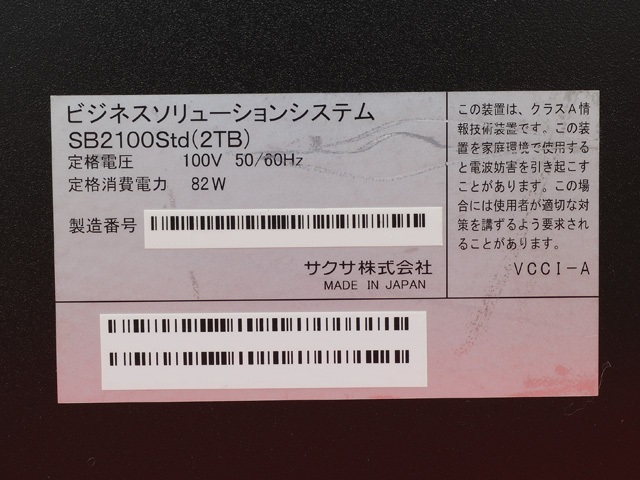 ビジネスソリューションシステム
SB2100Std(2TB)
定格電圧 100V 50/60Hz
定格消費電力 82W
製造番号
サクサ株式会社
MADE IN JAPAN
この装置は、クラスA情
報技術装置です。この装
置を家庭環境で使用する
と電波妨害を引き起こす
ことがあります。この場
合には使用者が適切な対
策を講ずるよう要求され
ることがあります。
VCCI-A